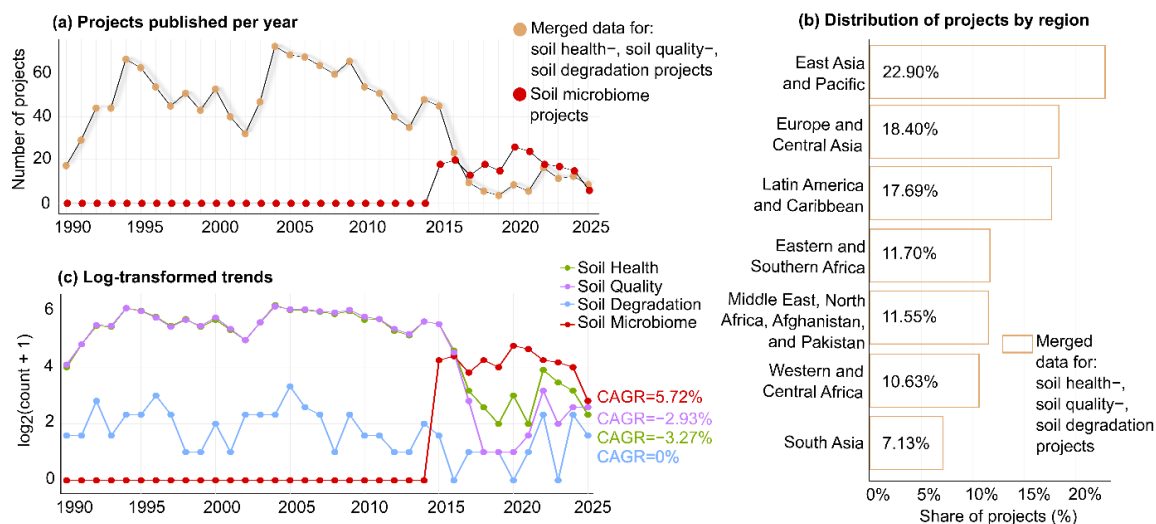 (a) Projects published per year
Merged data for:
soil health−, soil quality−,
soil degradation projects
Soil microbiome
projects
Number of projects
60
40
20
0
1990 1995 2000 2005 2010 2015 2020 2025
(c) Log-transformed trends
Soil Health
Soil Quality
Soil Degradation
Soil Microbiome
log2(count + 1)
6
4
2
0
CAGR=5.72%
CAGR=−2.93%
CAGR=−3.27%
CAGR=0%
1990 1995 2000 2005 2010 2015 2020 2025
(b) Distribution of projects by region
East Asia
and Pacific
22.90%
Europe and
Central Asia
18.40%
Latin America
and Caribbean
17.69%
Eastern and
Southern Africa
11.70%
Middle East, North
Africa, Afghanistan,
and Pakistan
11.55%
Western and
Central Africa
10.63%
South Asia
7.13%
Merged
data for:
soil health−,
soil quality−,
soil degradation
projects
0% 5% 10% 15% 20%
Share of projects (%)